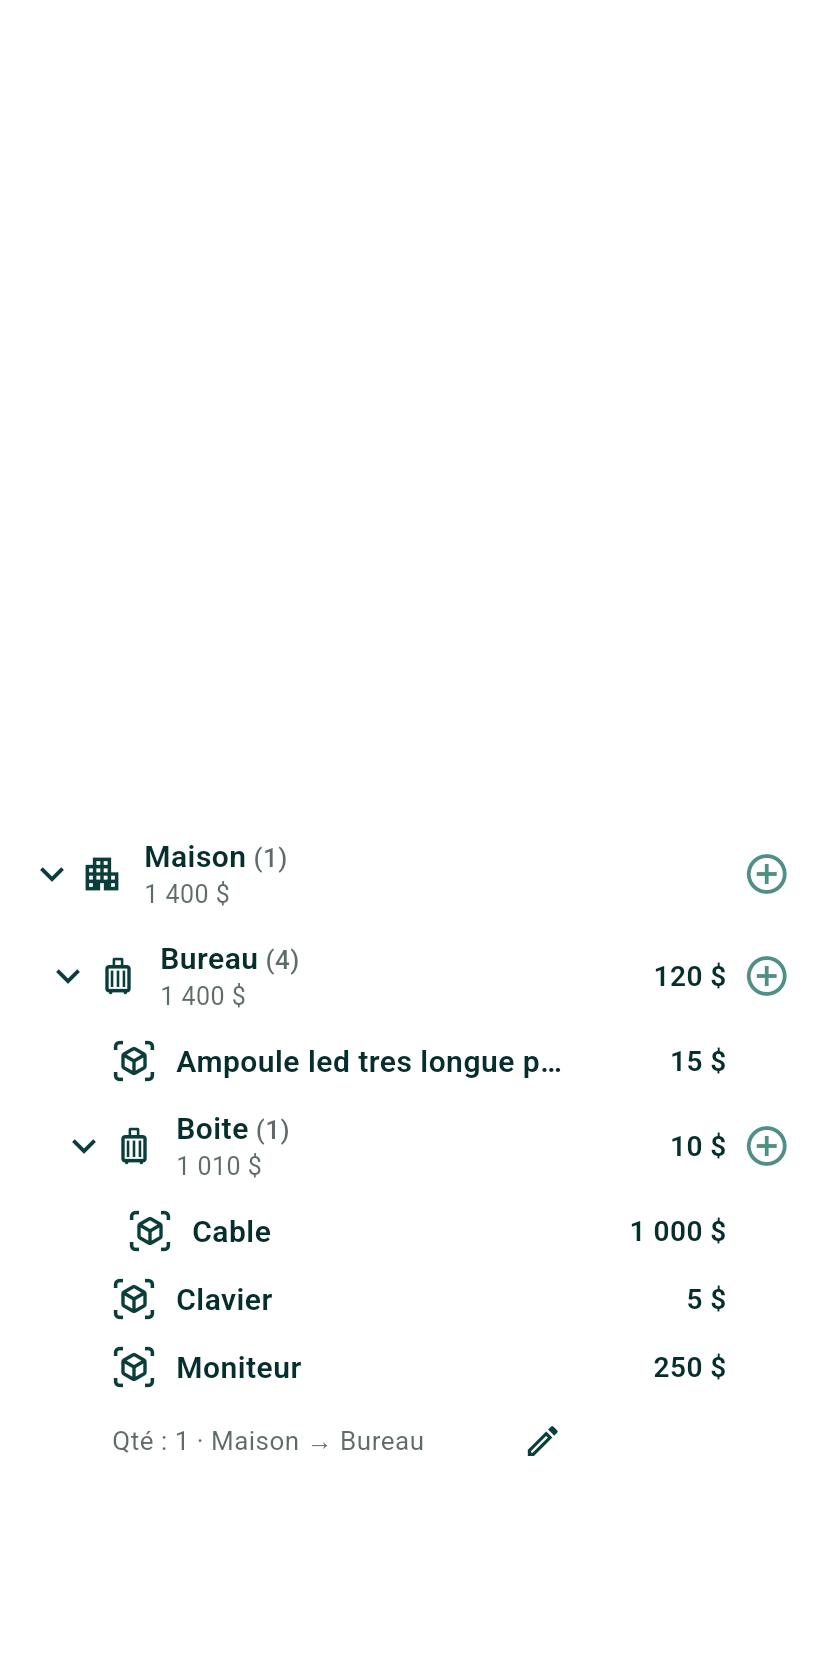 Maison (1)
1 400 $
Bureau (4)
1 400 $
120 $
Ampoule led tres longue p…
15 $
Boite (1)
1 010 $
10 $
Cable
1 000 $
Clavier
5 $
Moniteur
250 $
Qté : 1 · Maison → Bureau